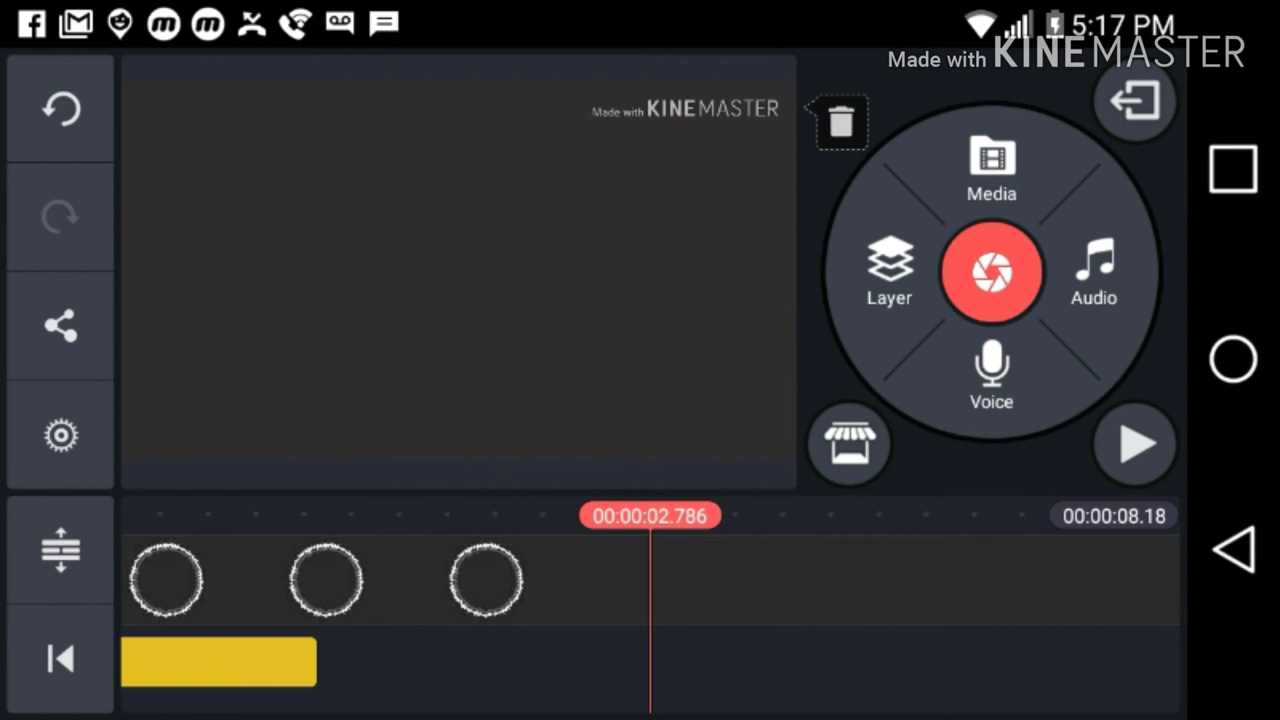 5:17 PM
Made with KINEMASTER
Made with KINEMASTER
Media
Layer
Audio
Voice
00:00:02.786
00:00:08.18